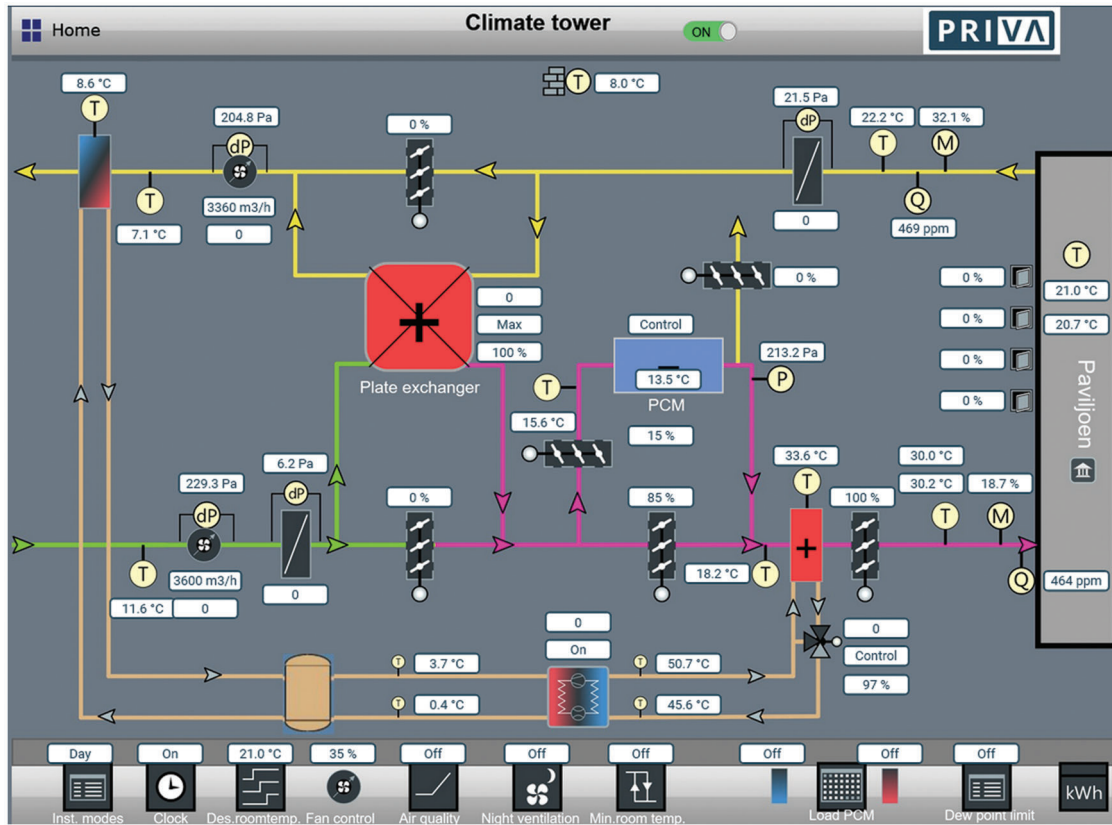 Home
Climate tower
ON
PRIVA
8.6 °C
T
204.8 Pa
dP
0 %
T
8.0 °C
21.5 Pa
dP
22.2 °C
32.1 %
T
M
T
7.1 °C
3360 m3/h
0
0
Q
469 ppm
0
Max
100 %
Plate exchanger
Control
13.5 °C
PCM
15 %
0 %
213.2 Pa
P
T
15.6 °C
0 %
0 %
0 %
0 %
T
21.0 °C
20.7 °C
Paviljoen
229.3 Pa
dP
6.2 Pa
dP
0 %
85 %
33.6 °C
T
100 %
30.0 °C
30.2 °C
18.7 %
T
M
T
11.6 °C
3600 m3/h
0
0
18.2 °C
T
Q
464 ppm
0
On
0
Control
97 %
T
3.7 °C
T
50.7 °C
T
0.4 °C
T
45.6 °C
Day
On
21.0 °C
35 %
Off
Off
Off
Off
Off
Off
kWh
Inst. modes
Clock
Des.roomtemp.
Fan control
Air quality
Night ventilation
Min.room temp.
Load PCM
Dew point limit